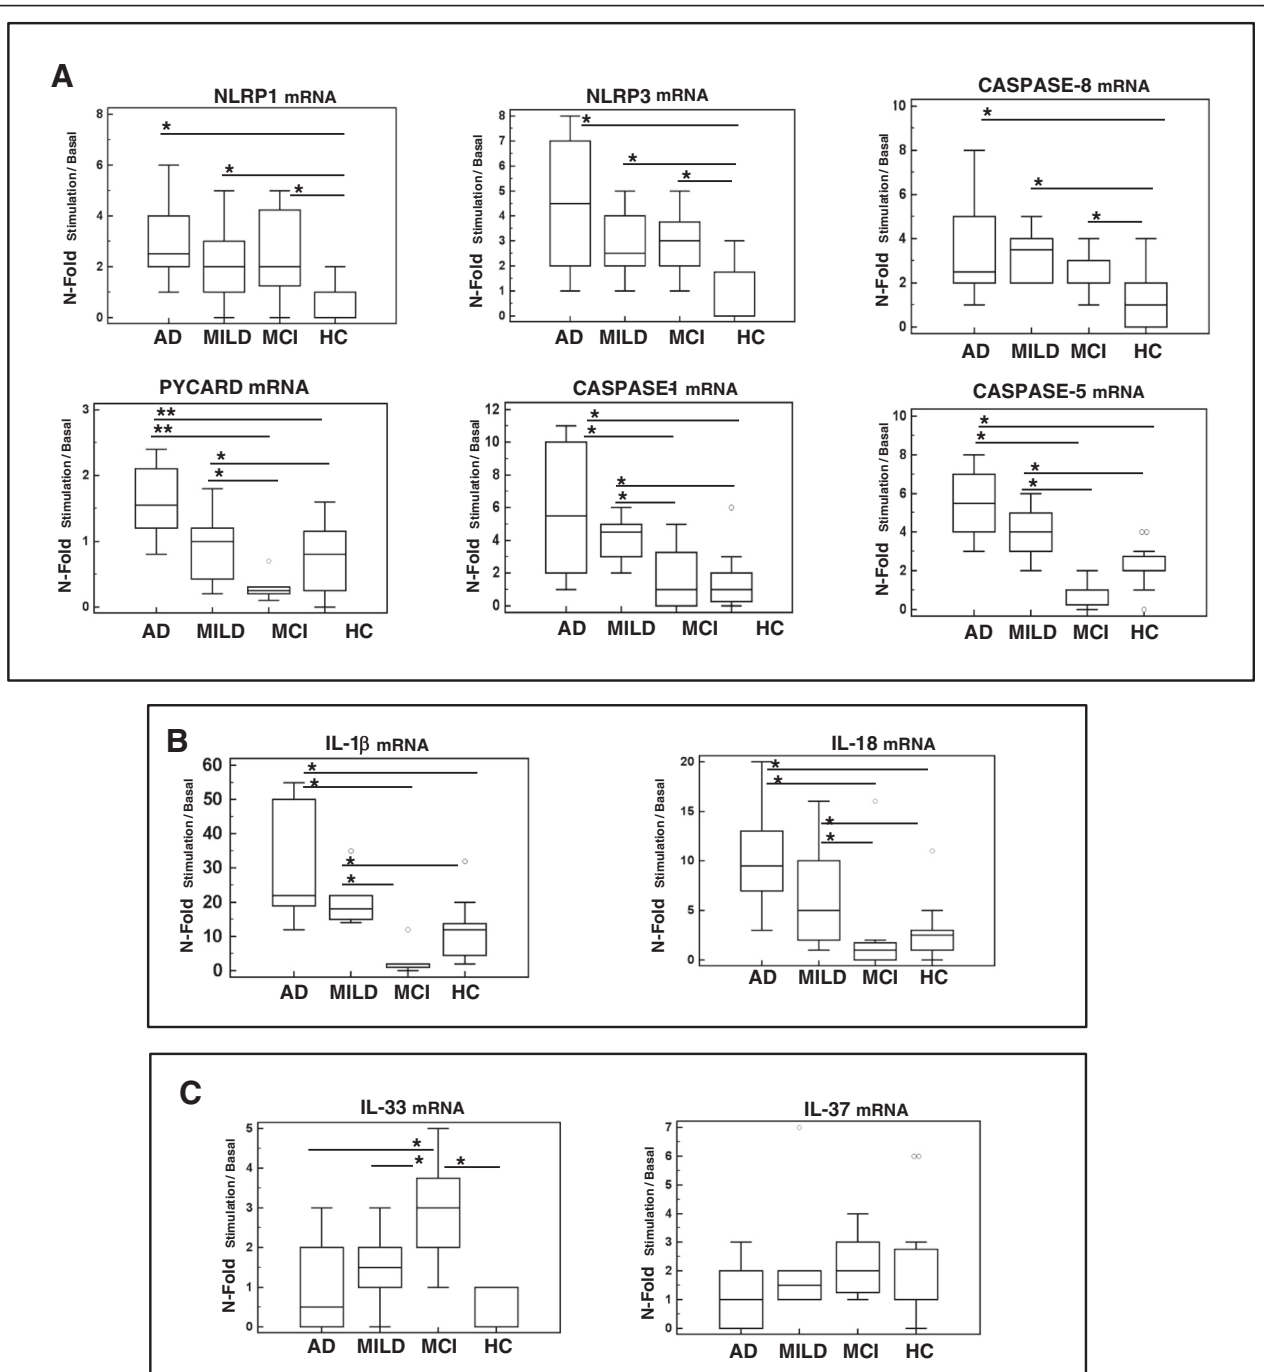 A
NLRP1 mRNA
N-Fold Stimulation / Basal
8
6
4
2
0
*
*
*
AD MILD MCI HC
NLRP3 mRNA
N-Fold Stimulation / Basal
8
7
6
5
4
3
2
1
0
*
*
*
AD MILD MCI HC
CASPASE-8 mRNA
N-Fold Stimulation / Basal
10
8
6
4
2
0
*
*
*
AD MILD MCI HC
PYCARD mRNA
N-Fold Stimulation / Basal
3
2
1
0
**
**
*
*
AD MILD MCI HC
CASPASE-1 mRNA
N-Fold Stimulation / Basal
12
10
8
6
4
2
0
*
*
*
*
AD MILD MCI HC
CASPASE-5 mRNA
N-Fold Stimulation / Basal
10
8
6
4
2
0
*
*
*
*
AD MILD MCI HC
B
IL-1β mRNA
N-Fold Stimulation / Basal
60
50
40
30
20
10
0
*
*
*
*
AD MILD MCI HC
IL-18 mRNA
N-Fold Stimulation / Basal
20
15
10
5
0
*
*
*
*
AD MILD MCI HC
C
IL-33 mRNA
N-Fold Stimulation / Basal
5
4
3
2
1
0
*
*
*
AD MILD MCI HC
IL-37 mRNA
N-Fold Stimulation / Basal
7
6
5
4
3
2
1
0
AD MILD MCI HC